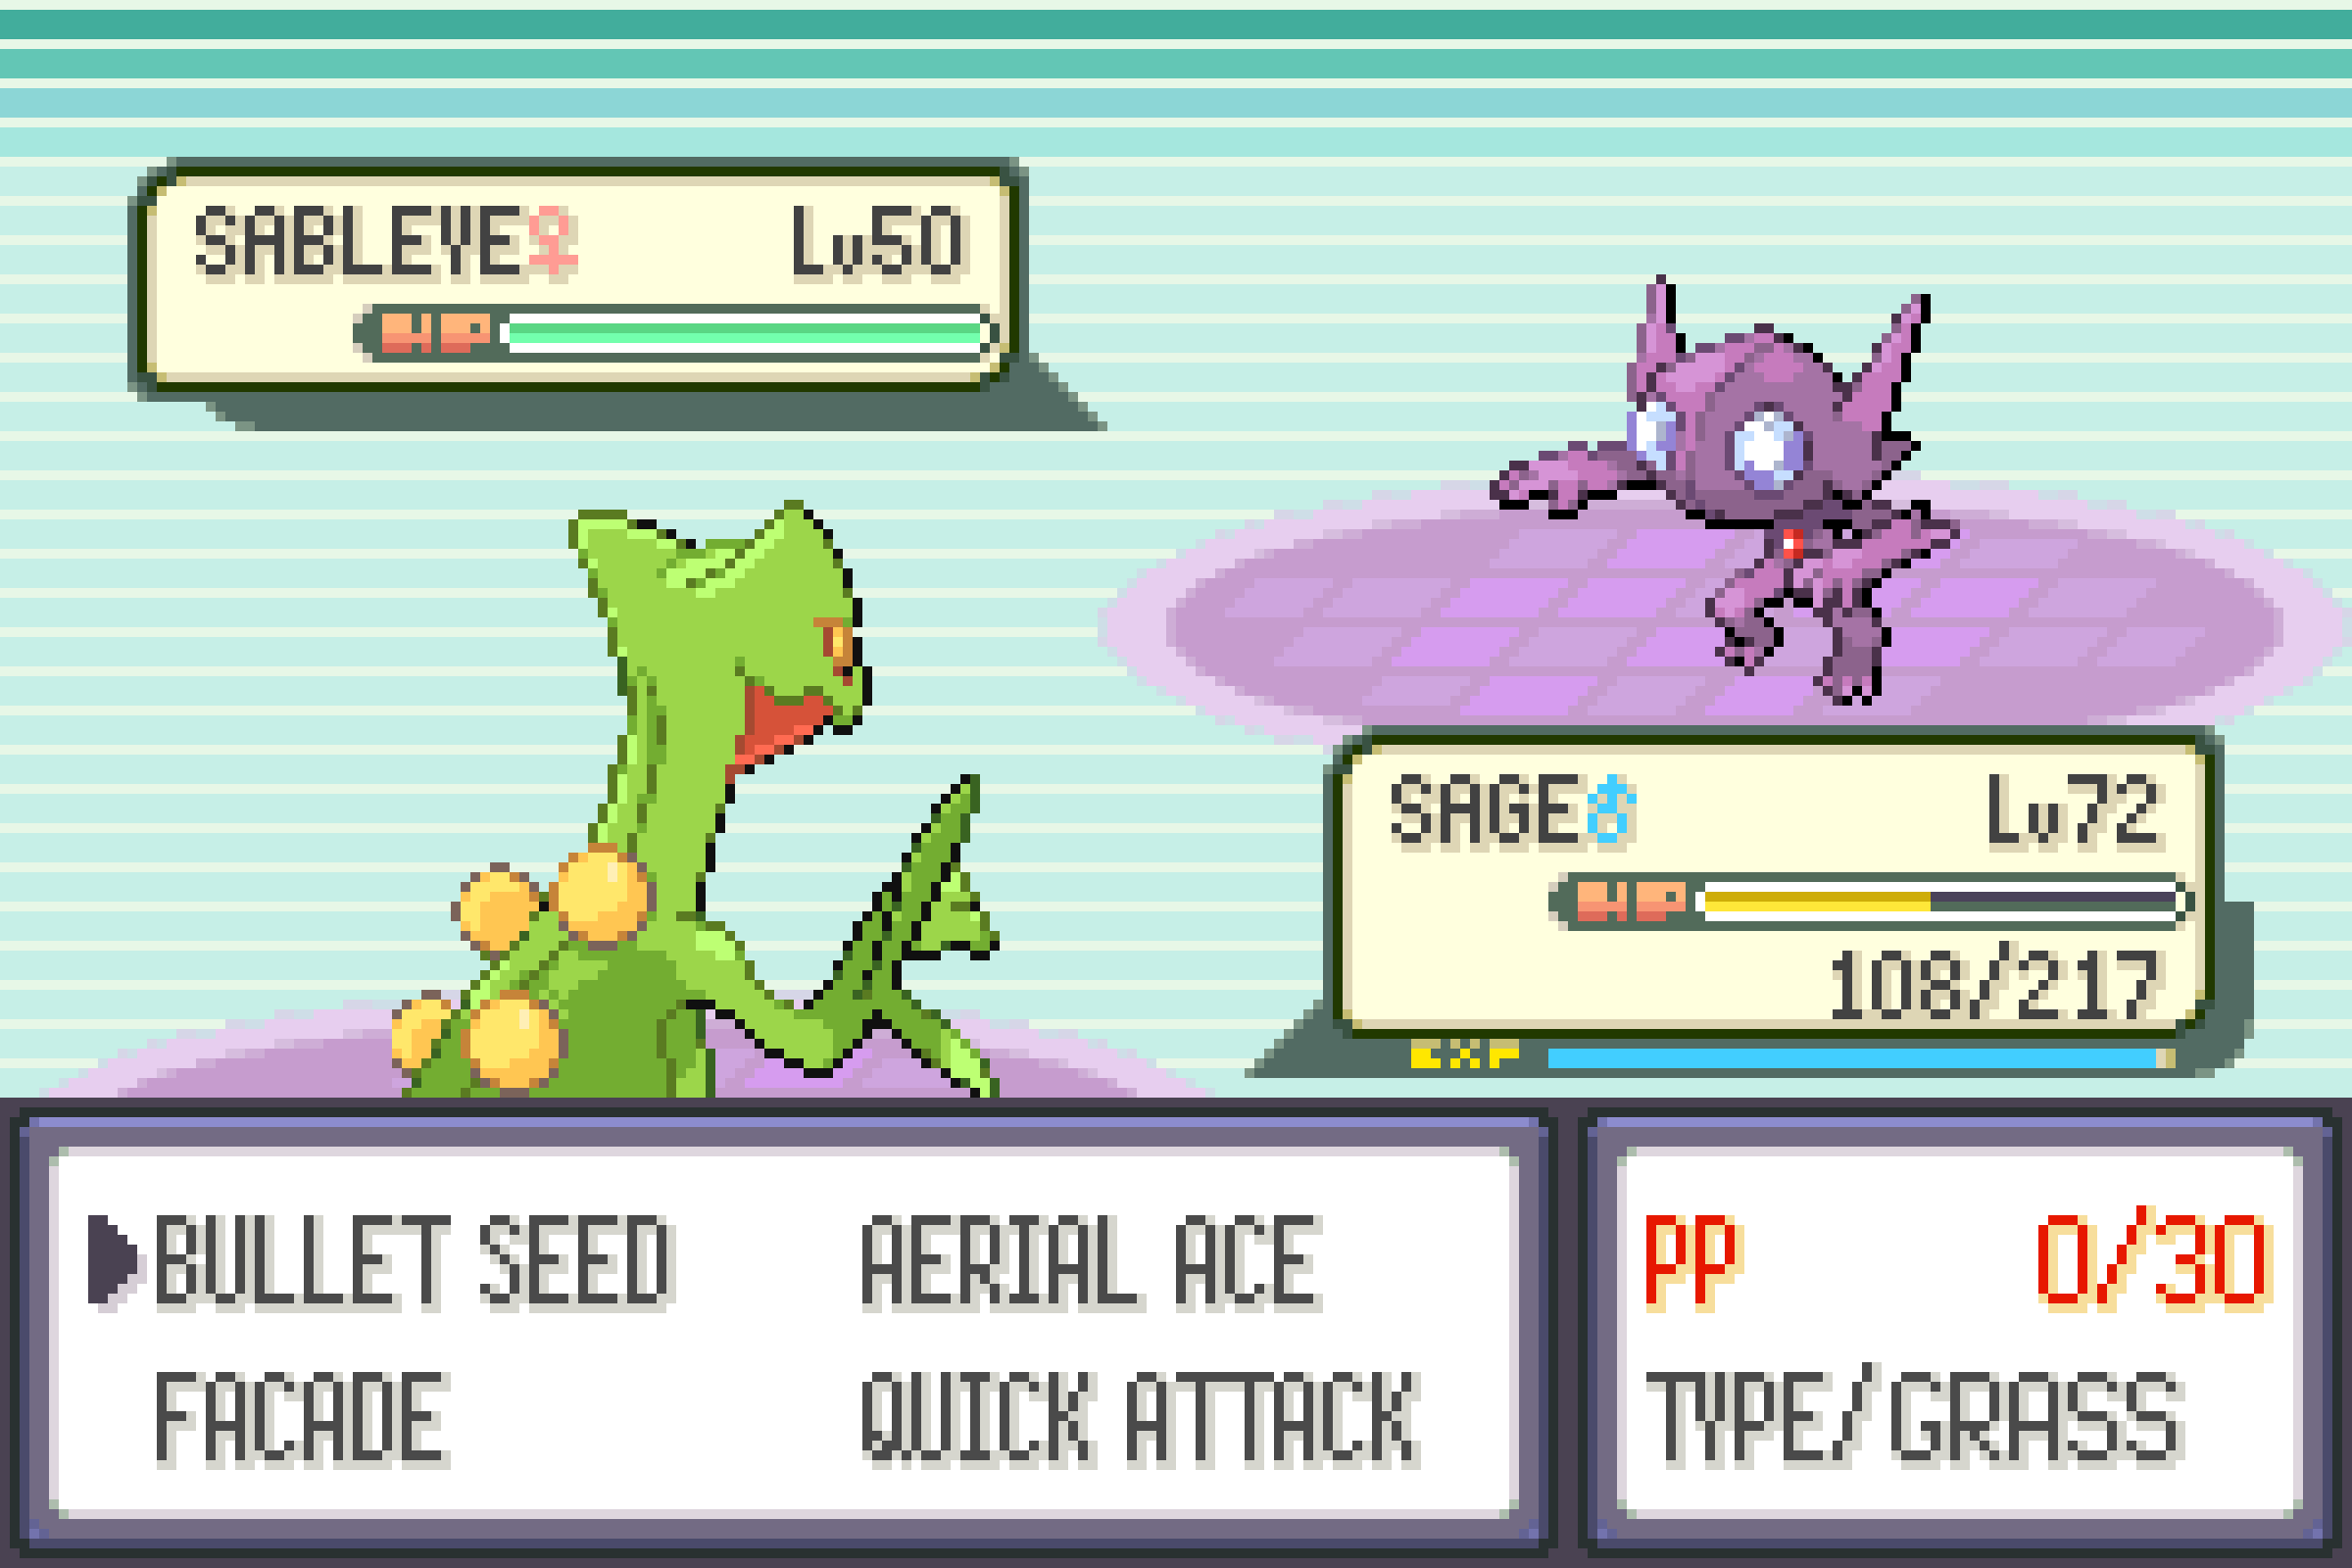 SABLEYE♀ Lv50
HP
SAGE♂ Lv72
HP
108/217
EXP
BULLET SEED AERIAL ACE
FACADE QUICK ATTACK
PP 0/30
TYPE/GRASS